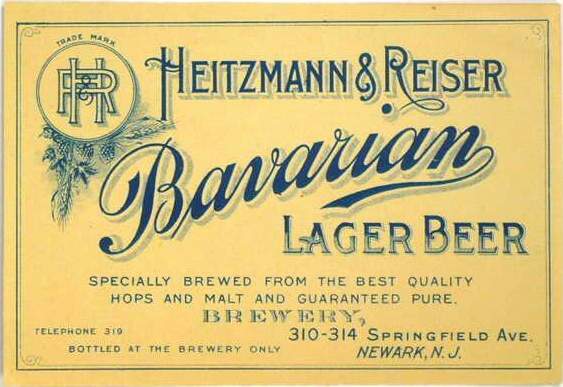 TRADE MARK
H&R
HEITZMANN & REISER
Bavarian
LAGER BEER
SPECIALLY BREWED FROM THE BEST QUALITY
HOPS AND MALT AND GUARANTEED PURE.
BREWERY,
TELEPHONE 319
310-314 SPRINGFIELD AVE.
BOTTLED AT THE BREWERY ONLY
NEWARK, N. J.